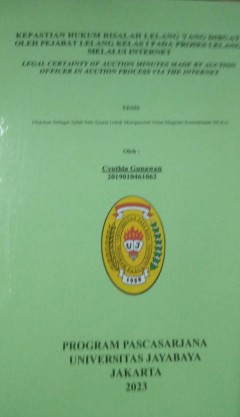 KEPASTIAN HUKUM RISALAH LELANG YANG DIBUAT
OLEH PEJABAT LELANG KELAS I PADA PROSES LELANG
MELALUI INTERNET
LEGAL CERTAINTY OF AUCTION MINUTES MADE BY AUCTION
OFFICER IN AUCTION PROCESS VIA THE INTERNET
TESIS
Oleh :
Cynthia Gunawan
2019010461063
UJ
1958
PROGRAM PASCASARJANA
UNIVERSITAS JAYABAYA
JAKARTA
2023